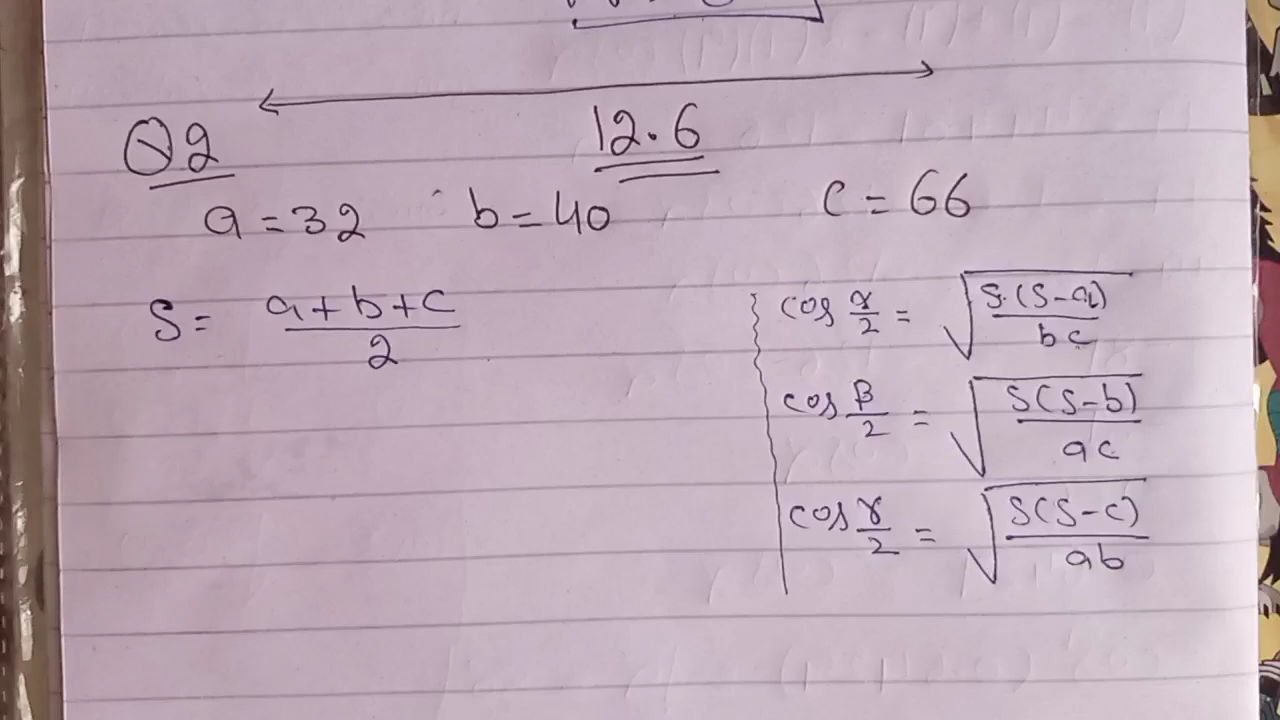 12.6
Q2
a = 32 b = 40 c = 66
S = a+b+c / 2
cos α/2 = √(S.(S-a) / bc)
cos β/2 = √(S(S-b) / ac)
cos γ/2 = √(S(S-c) / ab)